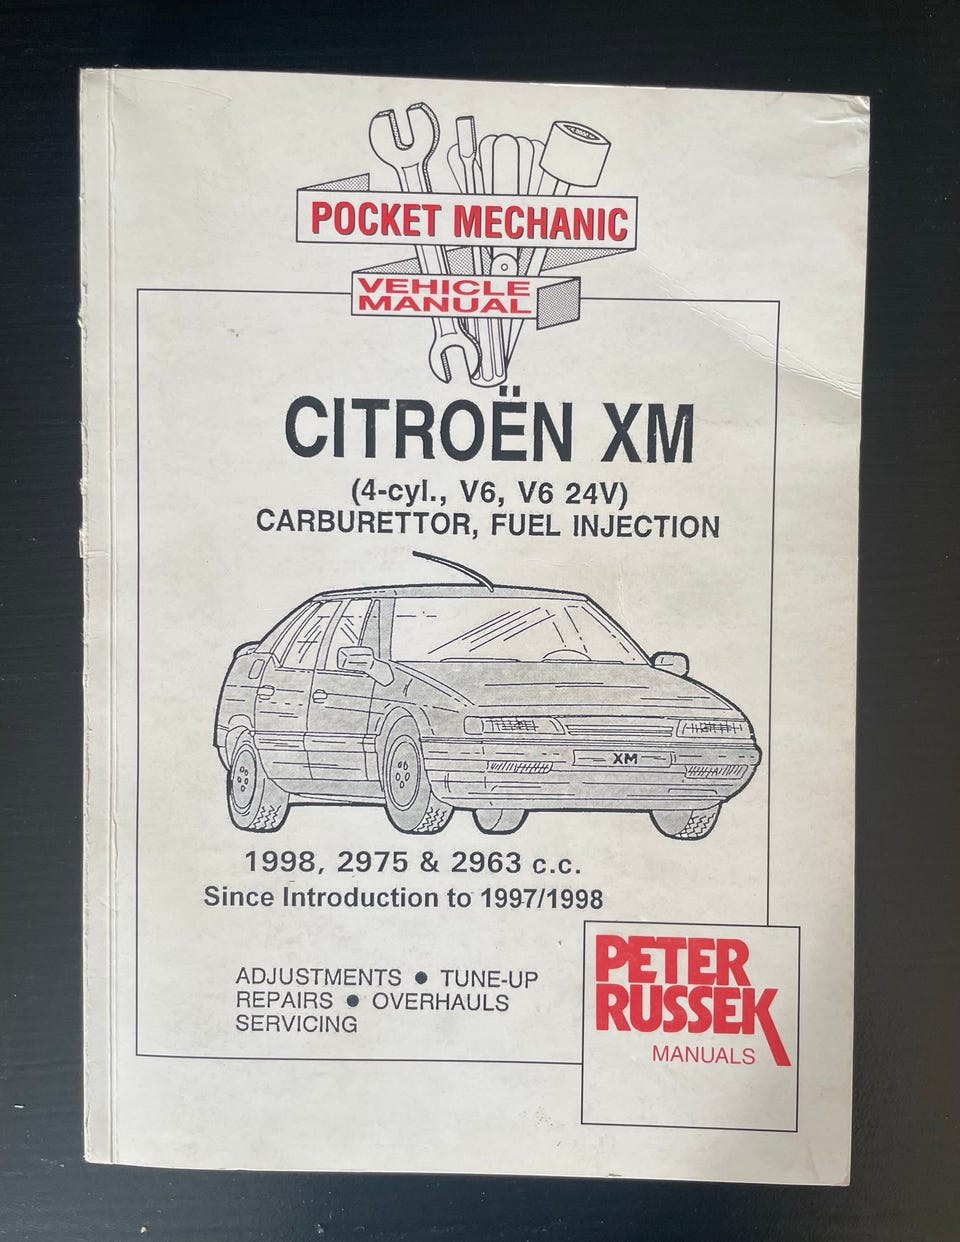 POCKET MECHANIC
VEHICLE
MANUAL
CITROËN XM
(4-cyl., V6, V6 24V)
CARBURETTOR, FUEL INJECTION
XM
1998, 2975 & 2963 c.c.
Since Introduction to 1997/1998
ADJUSTMENTS ● TUNE-UP
REPAIRS ● OVERHAULS
SERVICING
PETER
RUSSEK
MANUALS